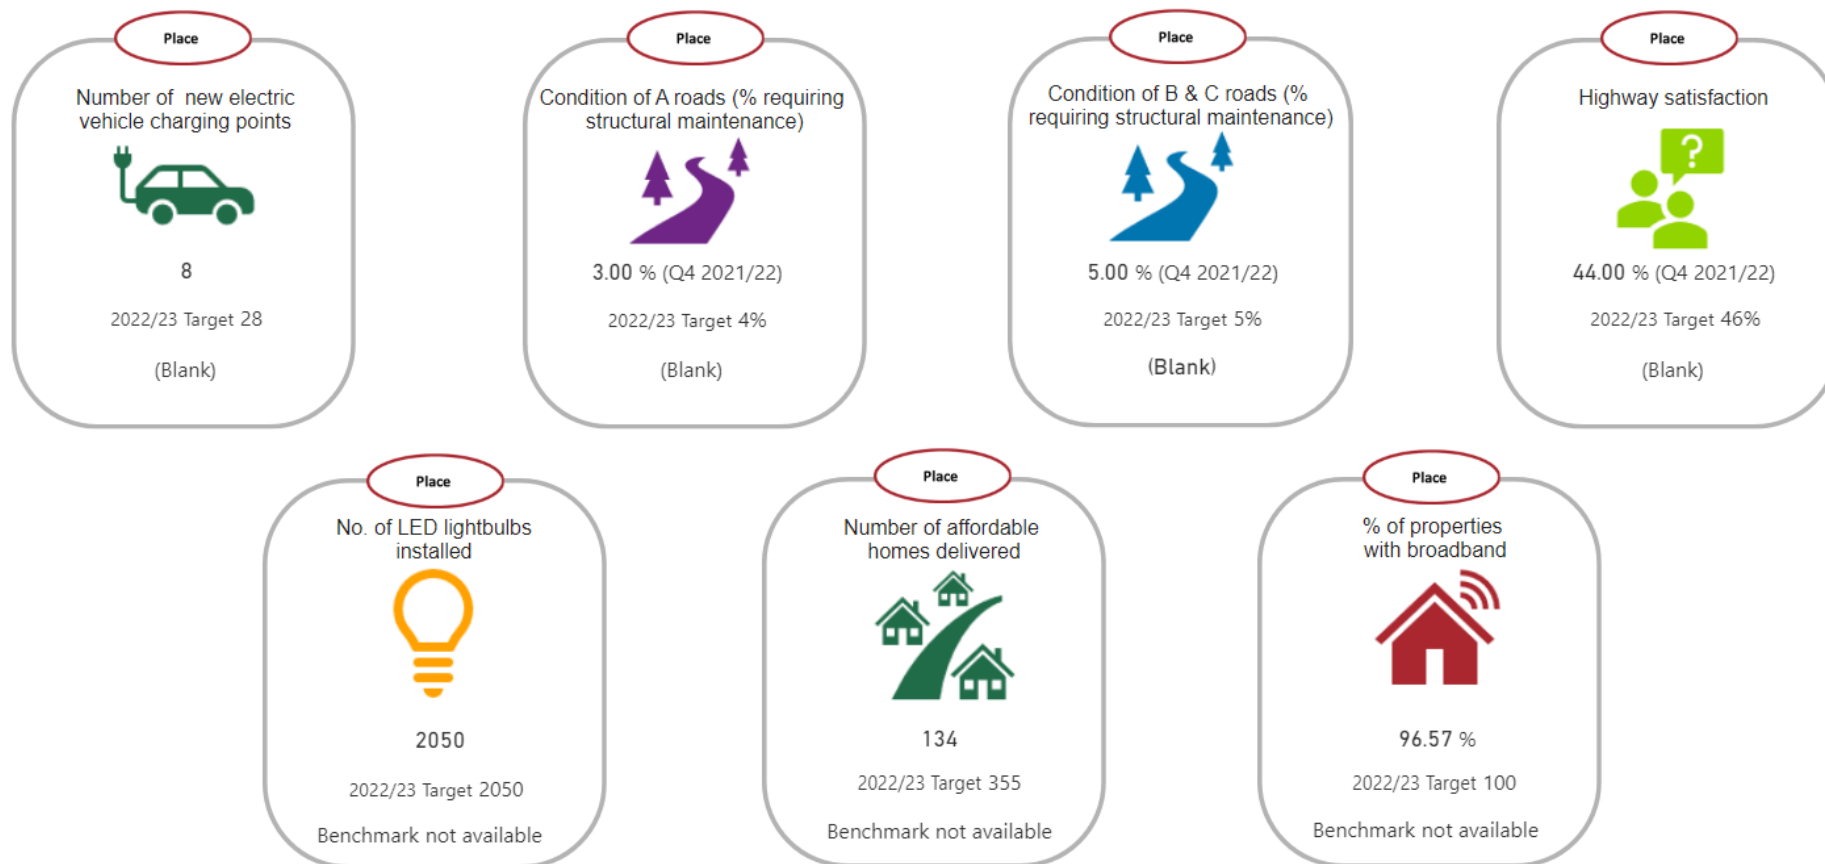 Place
Number of new electric
vehicle charging points
8
2022/23 Target 28
(Blank)
Place
Condition of A roads (% requiring
structural maintenance)
3.00 % (Q4 2021/22)
2022/23 Target 4%
(Blank)
Place
Condition of B & C roads (%
requiring structural maintenance)
5.00 % (Q4 2021/22)
2022/23 Target 5%
(Blank)
Place
Highway satisfaction
?
44.00 % (Q4 2021/22)
2022/23 Target 46%
(Blank)
Place
No. of LED lightbulbs
installed
2050
2022/23 Target 2050
Benchmark not available
Place
Number of affordable
homes delivered
134
2022/23 Target 355
Benchmark not available
Place
% of properties
with broadband
96.57 %
2022/23 Target 100
Benchmark not available